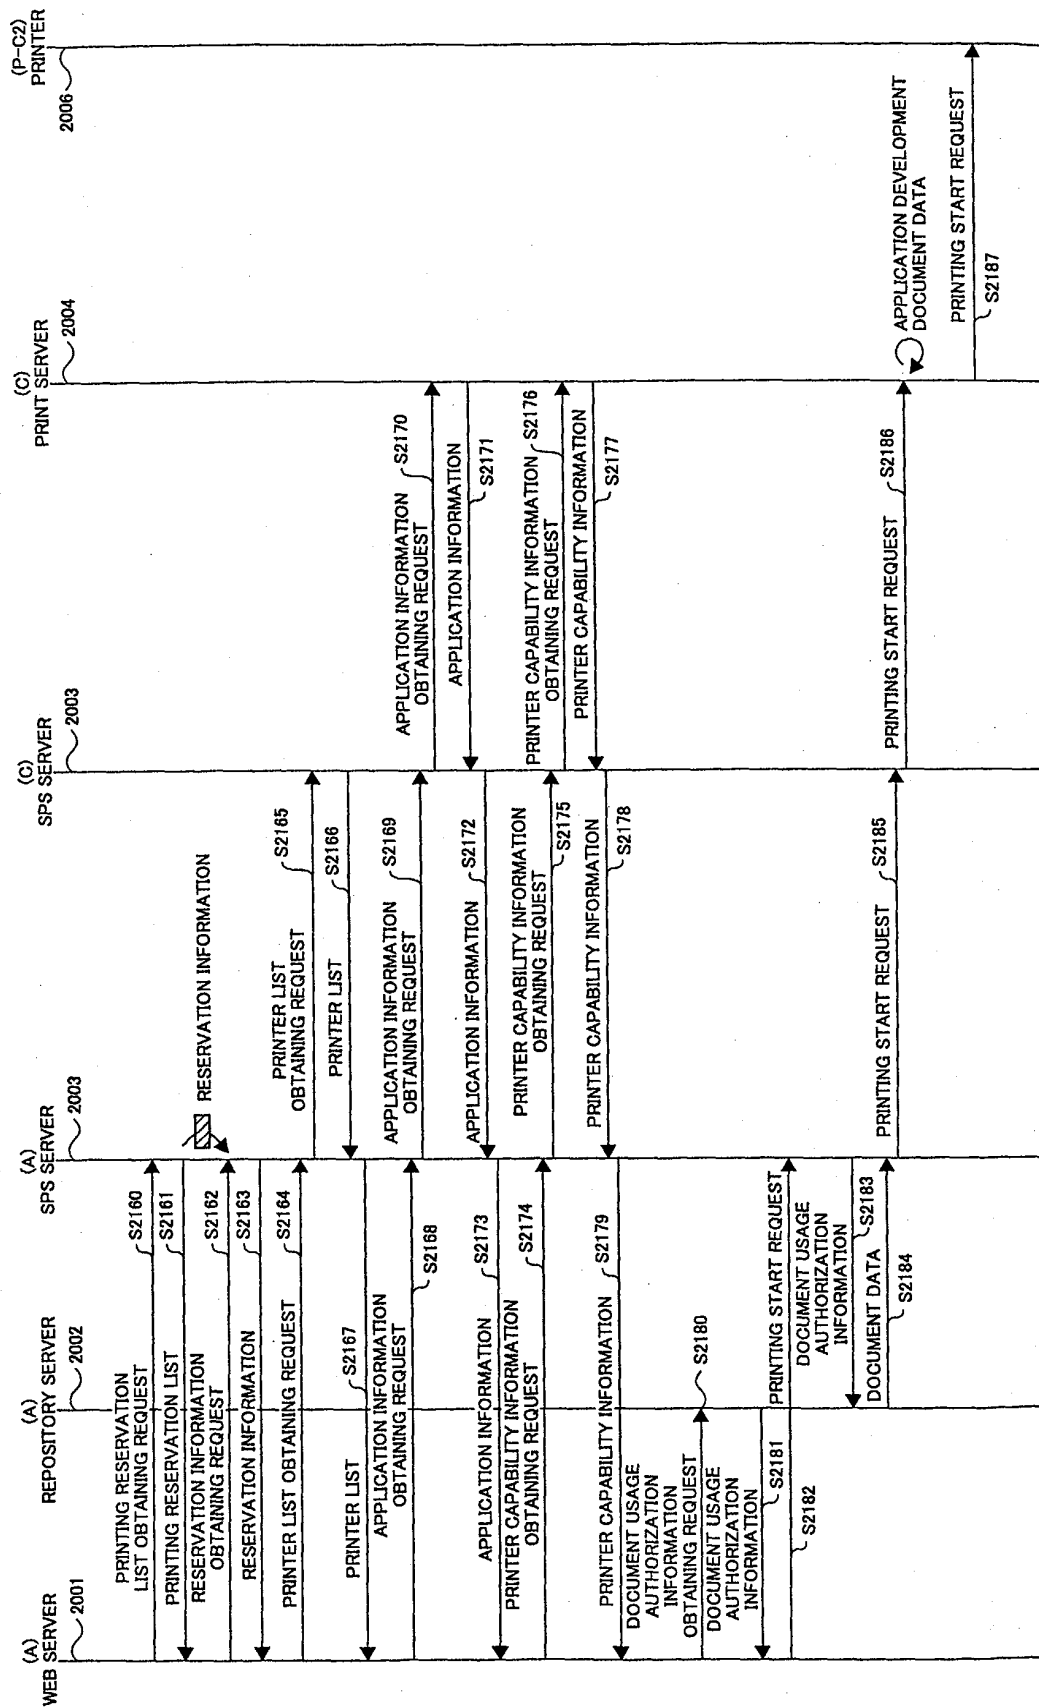 (A)
WEB SERVER
2001
(A)
REPOSITORY SERVER
2002
(A)
SPS SERVER
2003
(C)
SPS SERVER
2003
(C)
PRINT SERVER
2004
(P-C2)
PRINTER
2006
PRINTING RESERVATION
LIST OBTAINING REQUEST
S2160
PRINTING RESERVATION LIST
S2161
RESERVATION INFORMATION
RESERVATION INFORMATION
OBTAINING REQUEST
S2162
RESERVATION INFORMATION
S2163
PRINTER LIST OBTAINING REQUEST
S2164
PRINTER LIST
OBTAINING REQUEST
S2165
PRINTER LIST
S2166
PRINTER LIST
S2167
APPLICATION INFORMATION
OBTAINING REQUEST
S2168
APPLICATION INFORMATION
OBTAINING REQUEST
S2169
APPLICATION INFORMATION
OBTAINING REQUEST
S2170
APPLICATION INFORMATION
S2171
APPLICATION INFORMATION
S2172
APPLICATION INFORMATION
S2173
PRINTER CAPABILITY INFORMATION
OBTAINING REQUEST
S2174
PRINTER CAPABILITY INFORMATION
OBTAINING REQUEST
S2175
PRINTER CAPABILITY INFORMATION
OBTAINING REQUEST
S2176
PRINTER CAPABILITY INFORMATION
S2177
PRINTER CAPABILITY INFORMATION
S2178
PRINTER CAPABILITY INFORMATION
S2179
DOCUMENT USAGE
AUTHORIZATION
INFORMATION
OBTAINING REQUEST
S2180
DOCUMENT USAGE
AUTHORIZATION
INFORMATION
S2181
PRINTING START REQUEST
S2182
DOCUMENT USAGE
AUTHORIZATION
INFORMATION
S2183
DOCUMENT DATA
S2184
PRINTING START REQUEST
S2185
PRINTING START REQUEST
S2186
APPLICATION DEVELOPMENT
DOCUMENT DATA
PRINTING START REQUEST
S2187